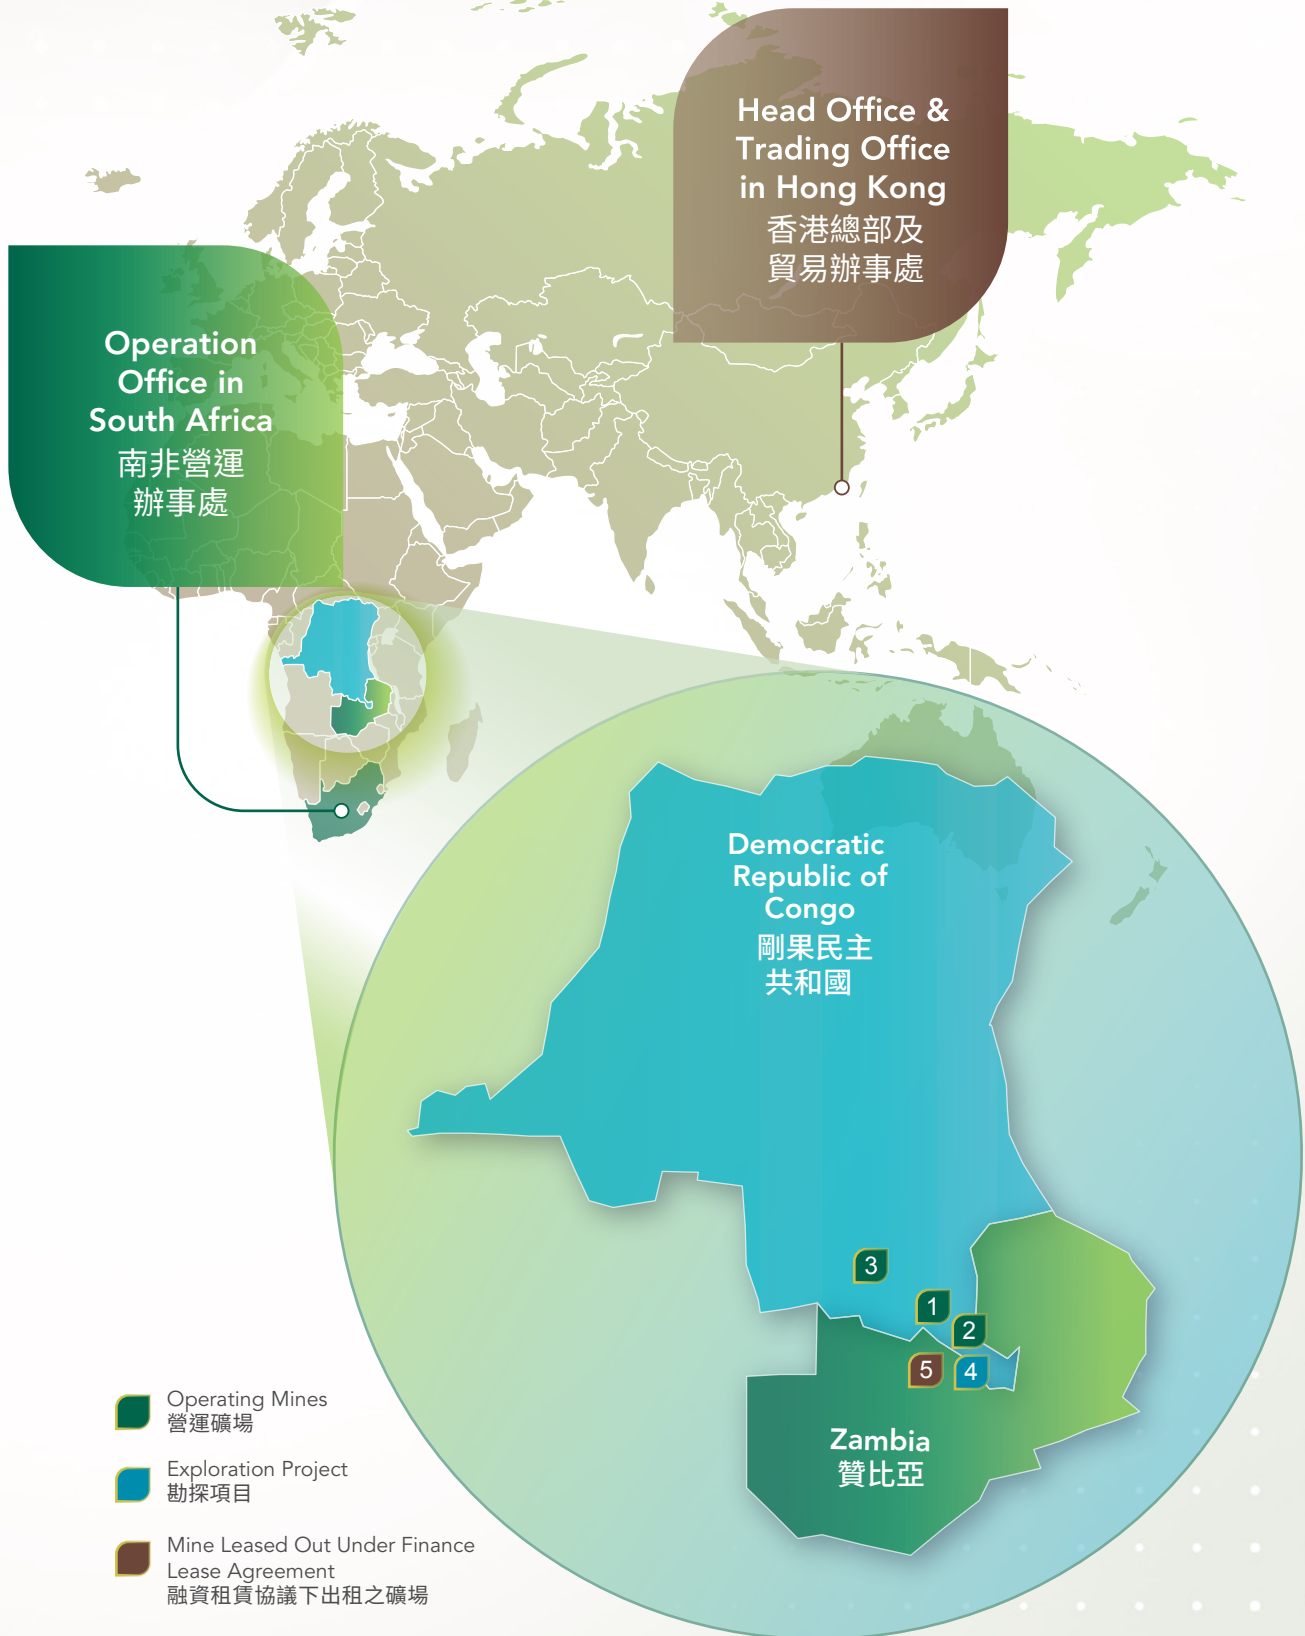 Head Office &
Trading Office
in Hong Kong
香港總部及
貿易辦事處
Operation
Office in
South Africa
南非營運
辦事處
Democratic
Republic of
Congo
剛果民主
共和國
3
1
2
5
4
Zambia
贊比亞
Operating Mines
營運礦場
Exploration Project
勘探項目
Mine Leased Out Under Finance
Lease Agreement
融資租賃協議下出租之礦場